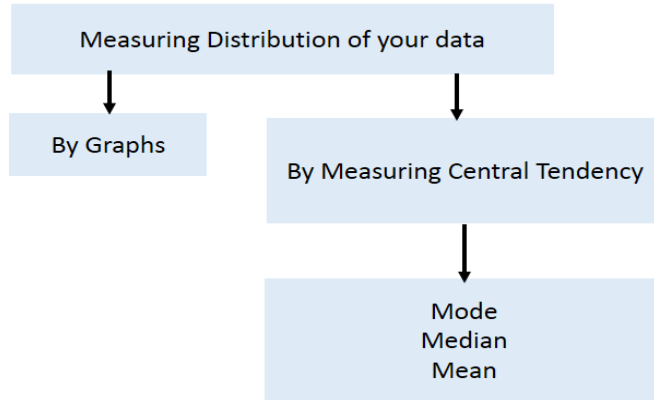 Measuring Distribution of your data
By Graphs
By Measuring Central Tendency
Mode
Median
Mean